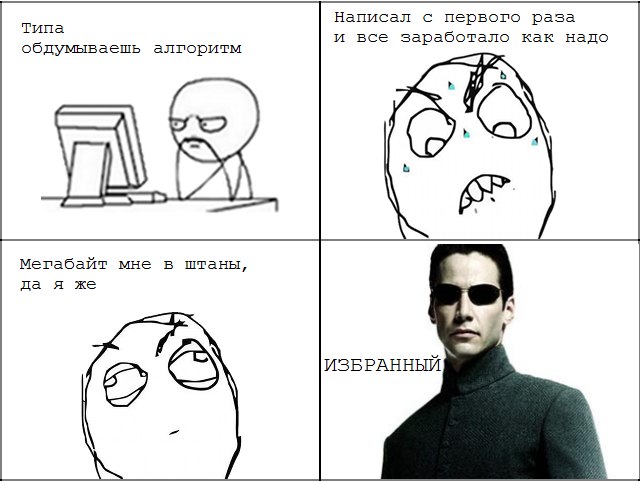 Типа
обдумываешь алгоритм
Написал с первого раза
и все заработало как надо
Мегабайт мне в штаны,
да я же
ИЗБРАННЫЙ